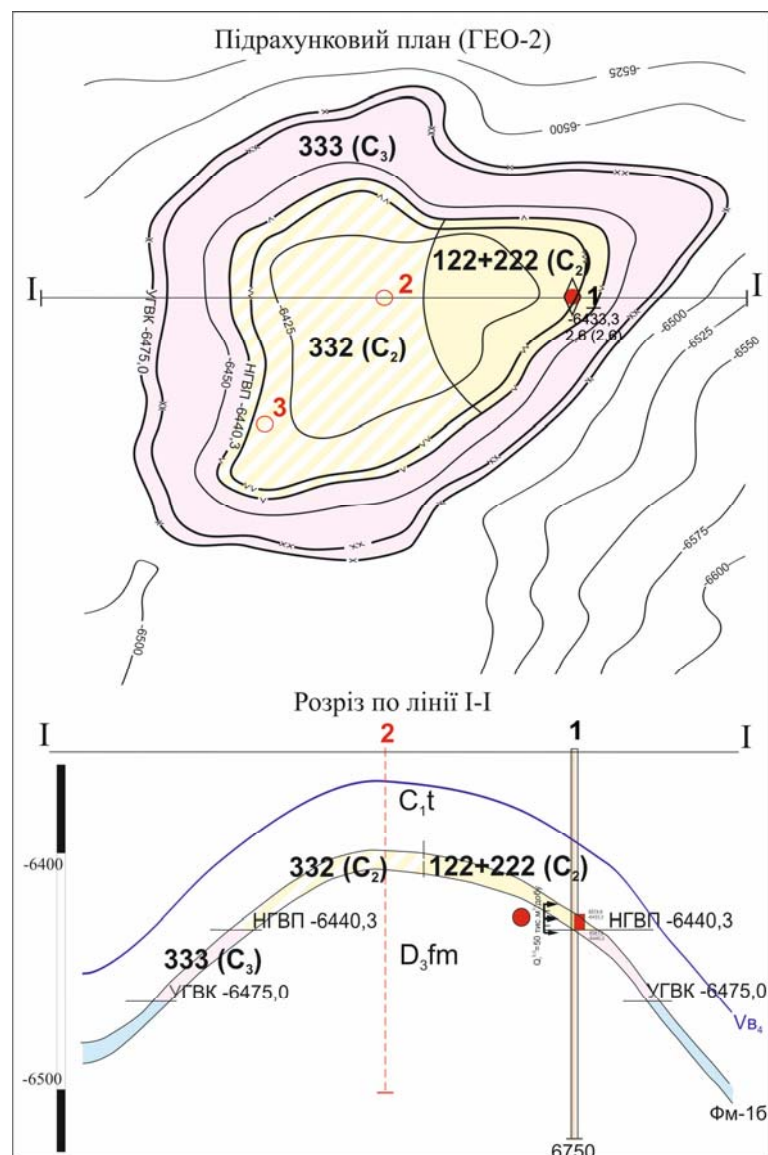 Підрахунковий план (ГЕО-2)
-6525
-6500
333 (C₃)
122+222 (C₂)
2
I
I
1
-6433,3
2,6 (2,6)
-6425
УГВК -6475,0
332 (C₂)
-6450
НГВП -6440,3
3
-6500
-6525
-6550
-6575
-6600
-6500
Розріз по лінії I-I
I
2
1
I
C₁t
-6400
332 (C₂)
122+222 (C₂)
НГВП -6440,3
НГВП -6440,3
=50 тис.м
333 (C₃)
D₃fm
УГВК -6475,0
УГВК -6475,0
Vв₄
-6500
Фм-1б
6750